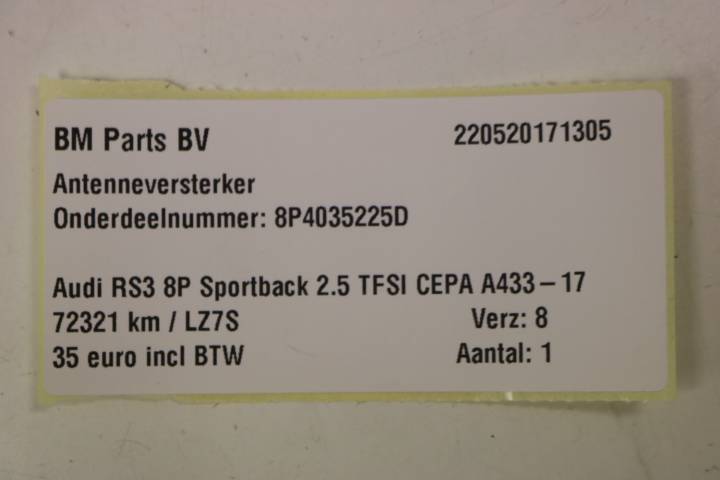 BM Parts BV 220520171305
Antenneversterker
Onderdeelnummer: 8P4035225D
Audi RS3 8P Sportback 2.5 TFSI CEPA A433-17
72321 km / LZ7S Verz: 8
35 euro incl BTW Aantal: 1